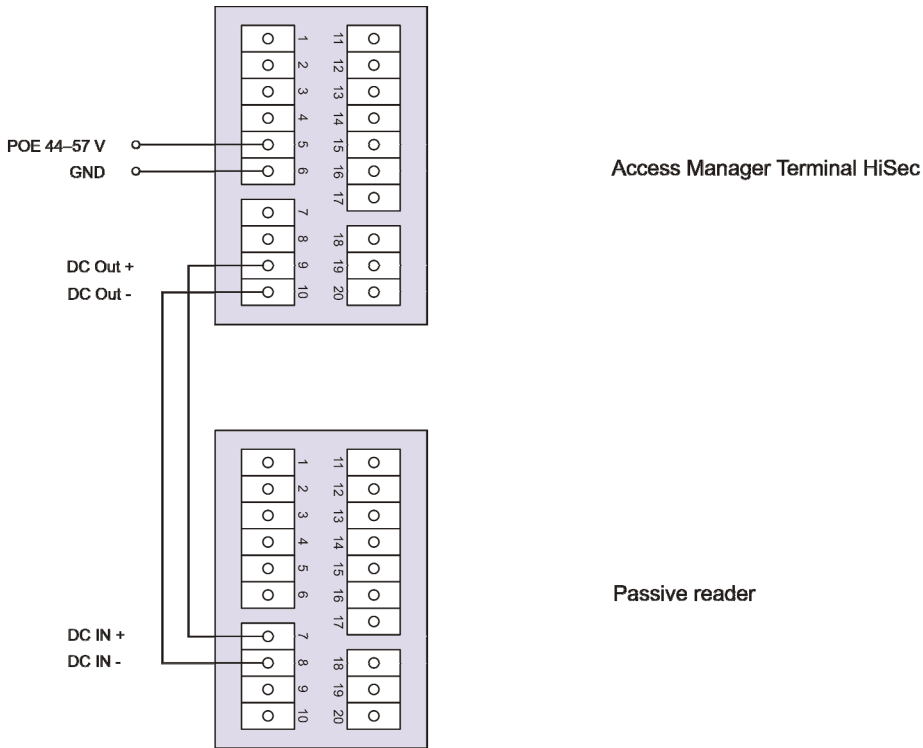 1 11
2 12
3 13
4 14
POE 44–57 V 5 15
GND 6 16
Access Manager Terminal HiSec
17
7
8 18
DC Out + 9 19
DC Out - 10 20
1 11
2 12
3 13
4 14
5 15
6 16
Passive reader
17
DC IN + 7
DC IN - 8 18
9 19
10 20